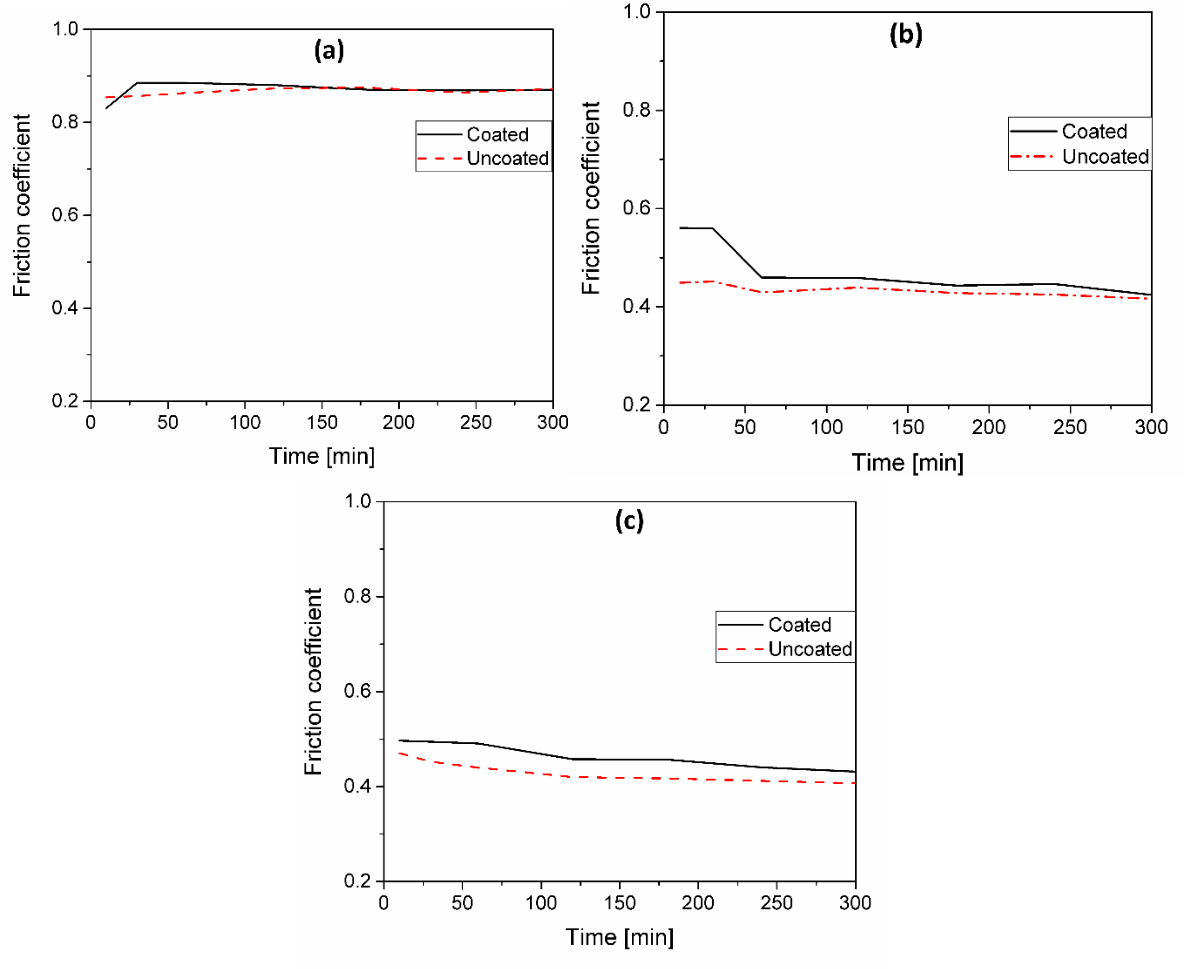 (a)
1.0
0.8
0.6
0.4
0.2
Friction coefficient
Coated
Uncoated
0 50 100 150 200 250 300
Time [min]
(b)
1.0
0.8
0.6
0.4
0.2
Friction coefficient
Coated
Uncoated
0 50 100 150 200 250 300
Time [min]
(c)
1.0
0.8
0.6
0.4
0.2
Friction coefficient
Coated
Uncoated
0 50 100 150 200 250 300
Time [min]